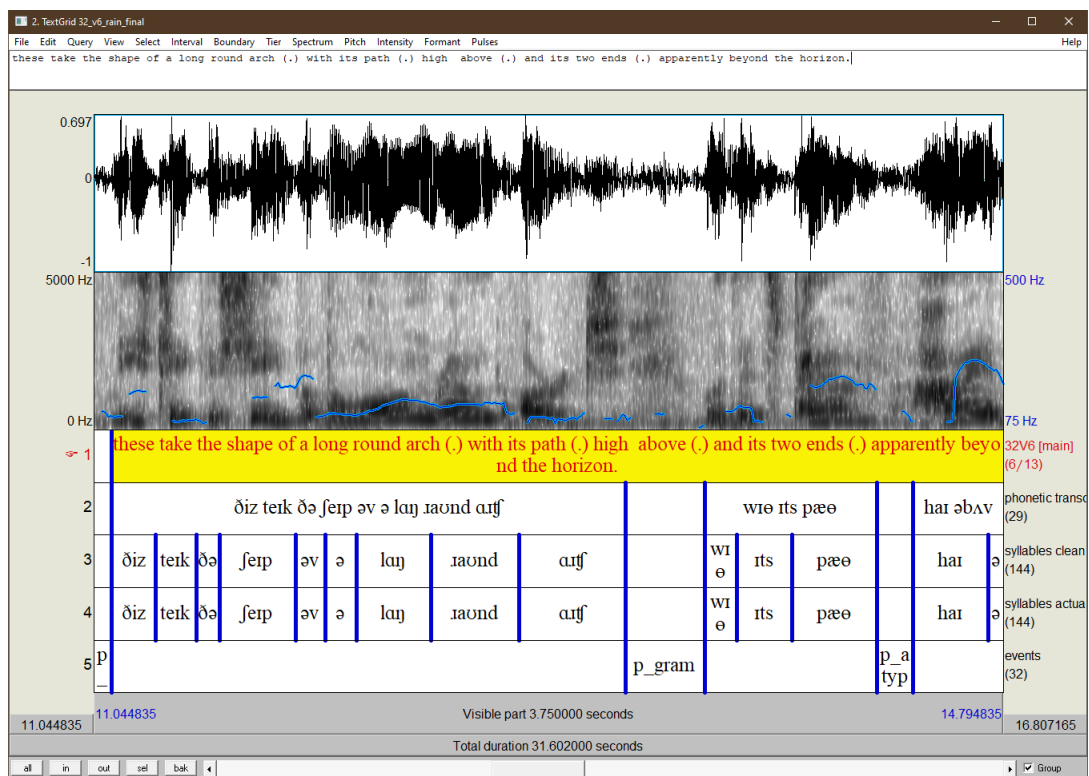 2. TextGrid 32_v6_rain_final
File Edit Query View Select Interval Boundary Tier Spectrum Pitch Intensity Formant Pulses Help
these take the shape of a long round arch (.) with its path (.) high  above (.) and its two ends (.) apparently beyond the horizon.
0.697
0
-1
5000 Hz 500 Hz
0 Hz 75 Hz
☞ 1 these take the shape of a long round arch (.) with its path (.) high  above (.) and its two ends (.) apparently beyo 32V6 [main]
nd the horizon. (6/13)
2 ðiz teɪk ðə ʃeɪp əv ə lɑŋ ɹaʊnd ɑɹtʃ wɪɵ ɪts pæɵ haɪ əbʌv phonetic transc
(29)
3 ðiz teɪk ðə ʃeɪp əv ə lɑŋ ɹaʊnd ɑɹtʃ wɪ ɪts pæɵ haɪ ə syllables clean
ɵ (144)
4 ðiz teɪk ðə ʃeɪp əv ə lɑŋ ɹaʊnd ɑɹtʃ wɪ ɪts pæɵ haɪ ə syllables actua
ɵ (144)
5 p p_gram p_a events
_ typ (32)
11.044835 11.044835 Visible part 3.750000 seconds 14.794835 16.807165
Total duration 31.602000 seconds
all in out sel bak Group